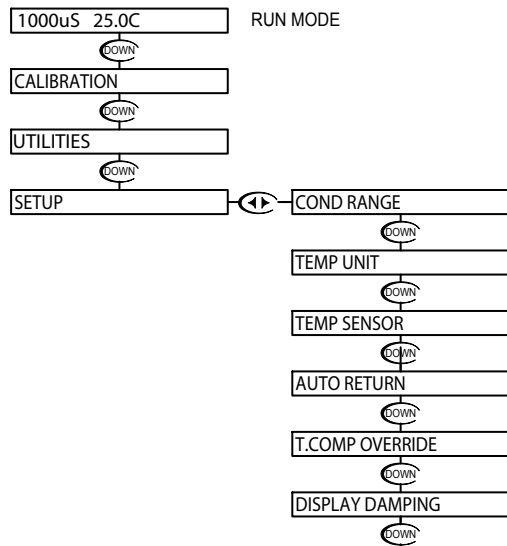 1000uS 25.0C RUN MODE
DOWN
CALIBRATION
DOWN
UTILITIES
DOWN
SETUP COND RANGE
DOWN
TEMP UNIT
DOWN
TEMP SENSOR
DOWN
AUTO RETURN
DOWN
T.COMP OVERRIDE
DOWN
DISPLAY DAMPING
DOWN